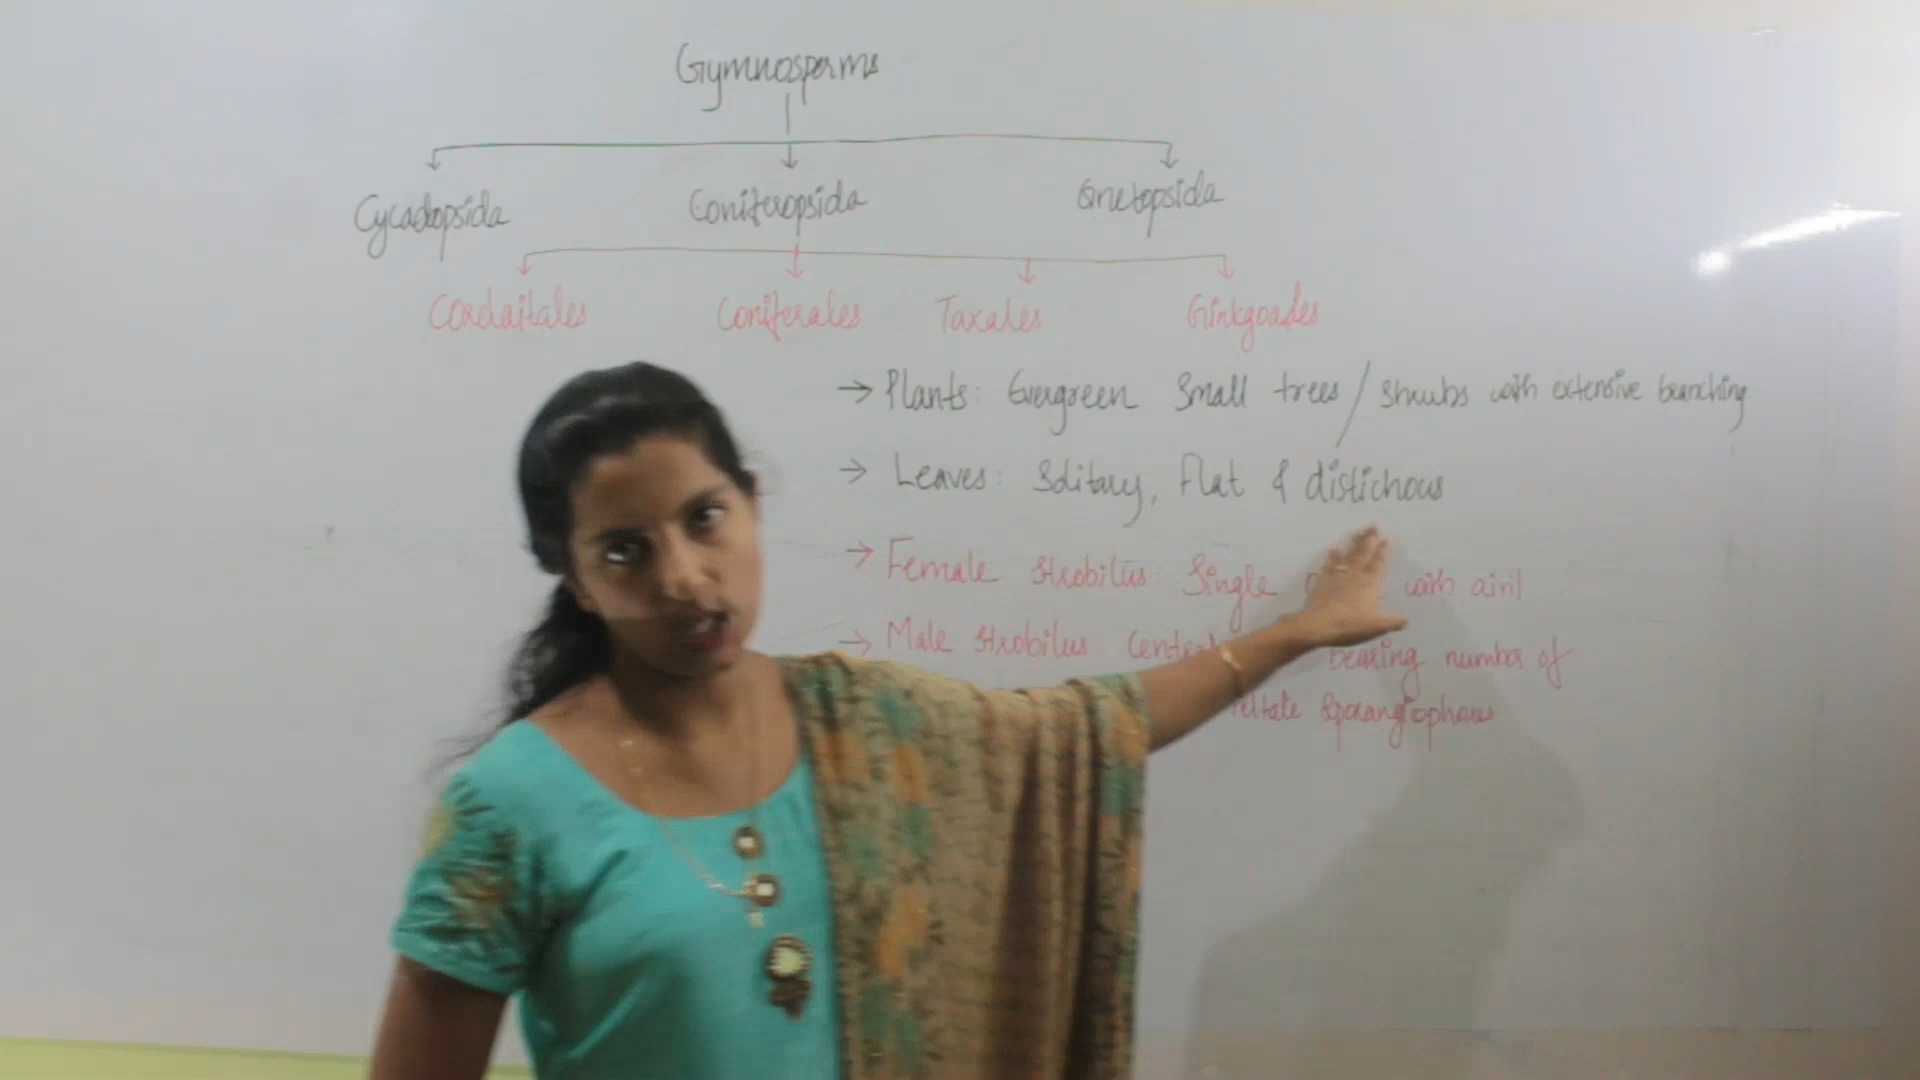 Gymnosperms
Cycadopsida Coniferopsida Gnetopsida
Cordaitales Coniferales Taxales Ginkgoales
→ Plants: Evergreen Small trees / Shrubs with extensive branching
→ Leaves: Solitary, flat & distichous
→ Female strobilus: Single with airil
→ Male strobilus bearing number of
Sporangiophores